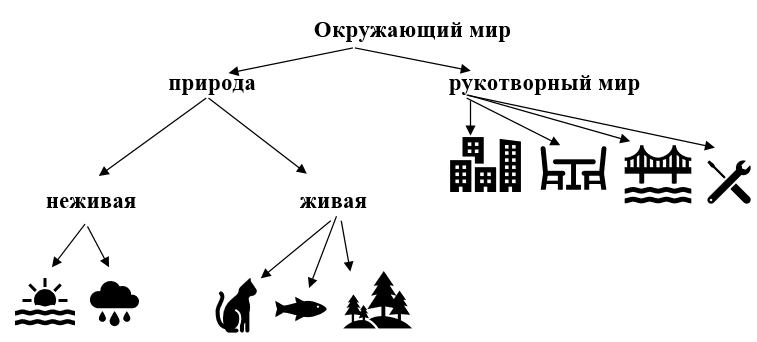 Окружающий мир
природа
рукотворный мир
неживая
живая